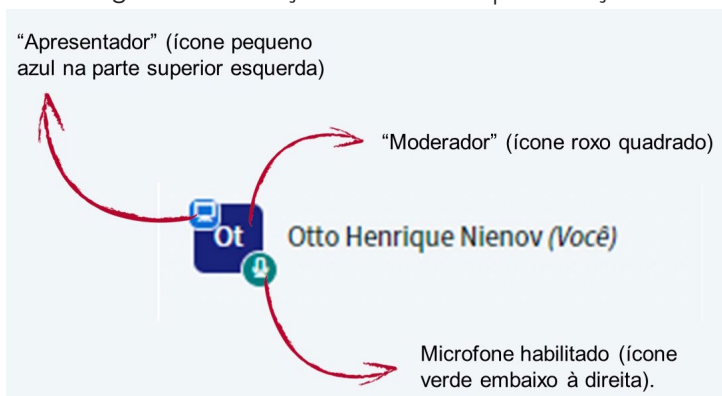 “Apresentador” (ícone pequeno
azul na parte superior esquerda)
“Moderador” (ícone roxo quadrado)
Ot
Otto Henrique Nienov (Você)
Microfone habilitado (ícone
verde embaixo à direita).